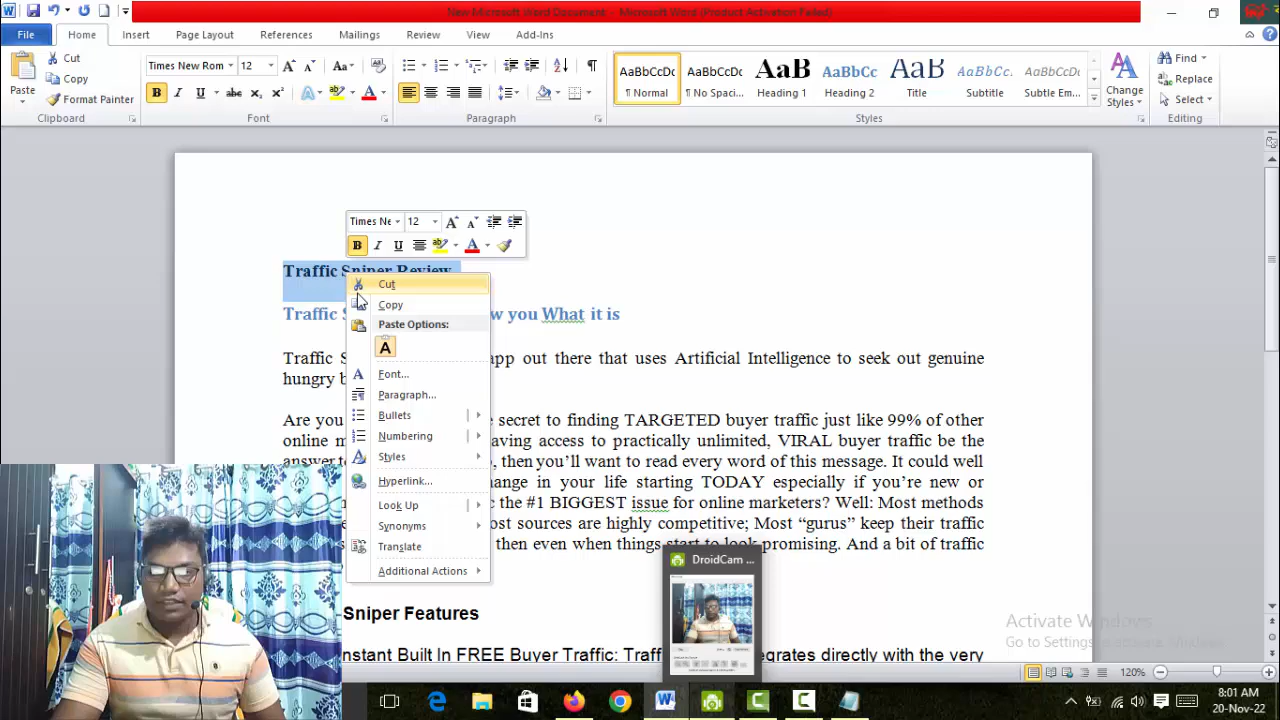 New Microsoft Word Document - Microsoft Word (Product Activation Failed)
File Home Insert Page Layout References Mailings Review View Add-Ins
Paste Cut Copy Format Painter
Times New Rom 12
AaBbCcDc AaBbCcDc AaB AaBbCc AaB AaBbCcI AaBbCcDc
¶ Normal ¶ No Spaci... Heading 1 Heading 2 Title Subtitle Subtle Em...
Change Styles
Find Replace Select
Clipboard Font Paragraph Styles Editing
Times Ne 12
Traffic Sniper Review
Traffic S w you What it is
Traffic S app out there that uses Artificial Intelligence to seek out genuine
hungry b
Are you e secret to finding TARGETED buyer traffic just like 99% of other
online m aving access to practically unlimited, VIRAL buyer traffic be the
answer to , then you'll want to read every word of this message. It could well
ange in your life starting TODAY especially if you're new or
c the #1 BIGGEST issue for online marketers? Well: Most methods
ost sources are highly competitive; Most “gurus” keep their traffic
then even when things start to look promising. And a bit of traffic
Cut
Copy
Paste Options:
A
Font...
Paragraph...
Bullets
Numbering
Styles
Hyperlink...
Look Up
Synonyms
Translate
Additional Actions
DroidCam ...
Sniper Features
nstant Built In FREE Buyer Traffic: Traff egrates directly with the very
Activate Windows
Go to Settings
120%
8:01 AM
20-Nov-22